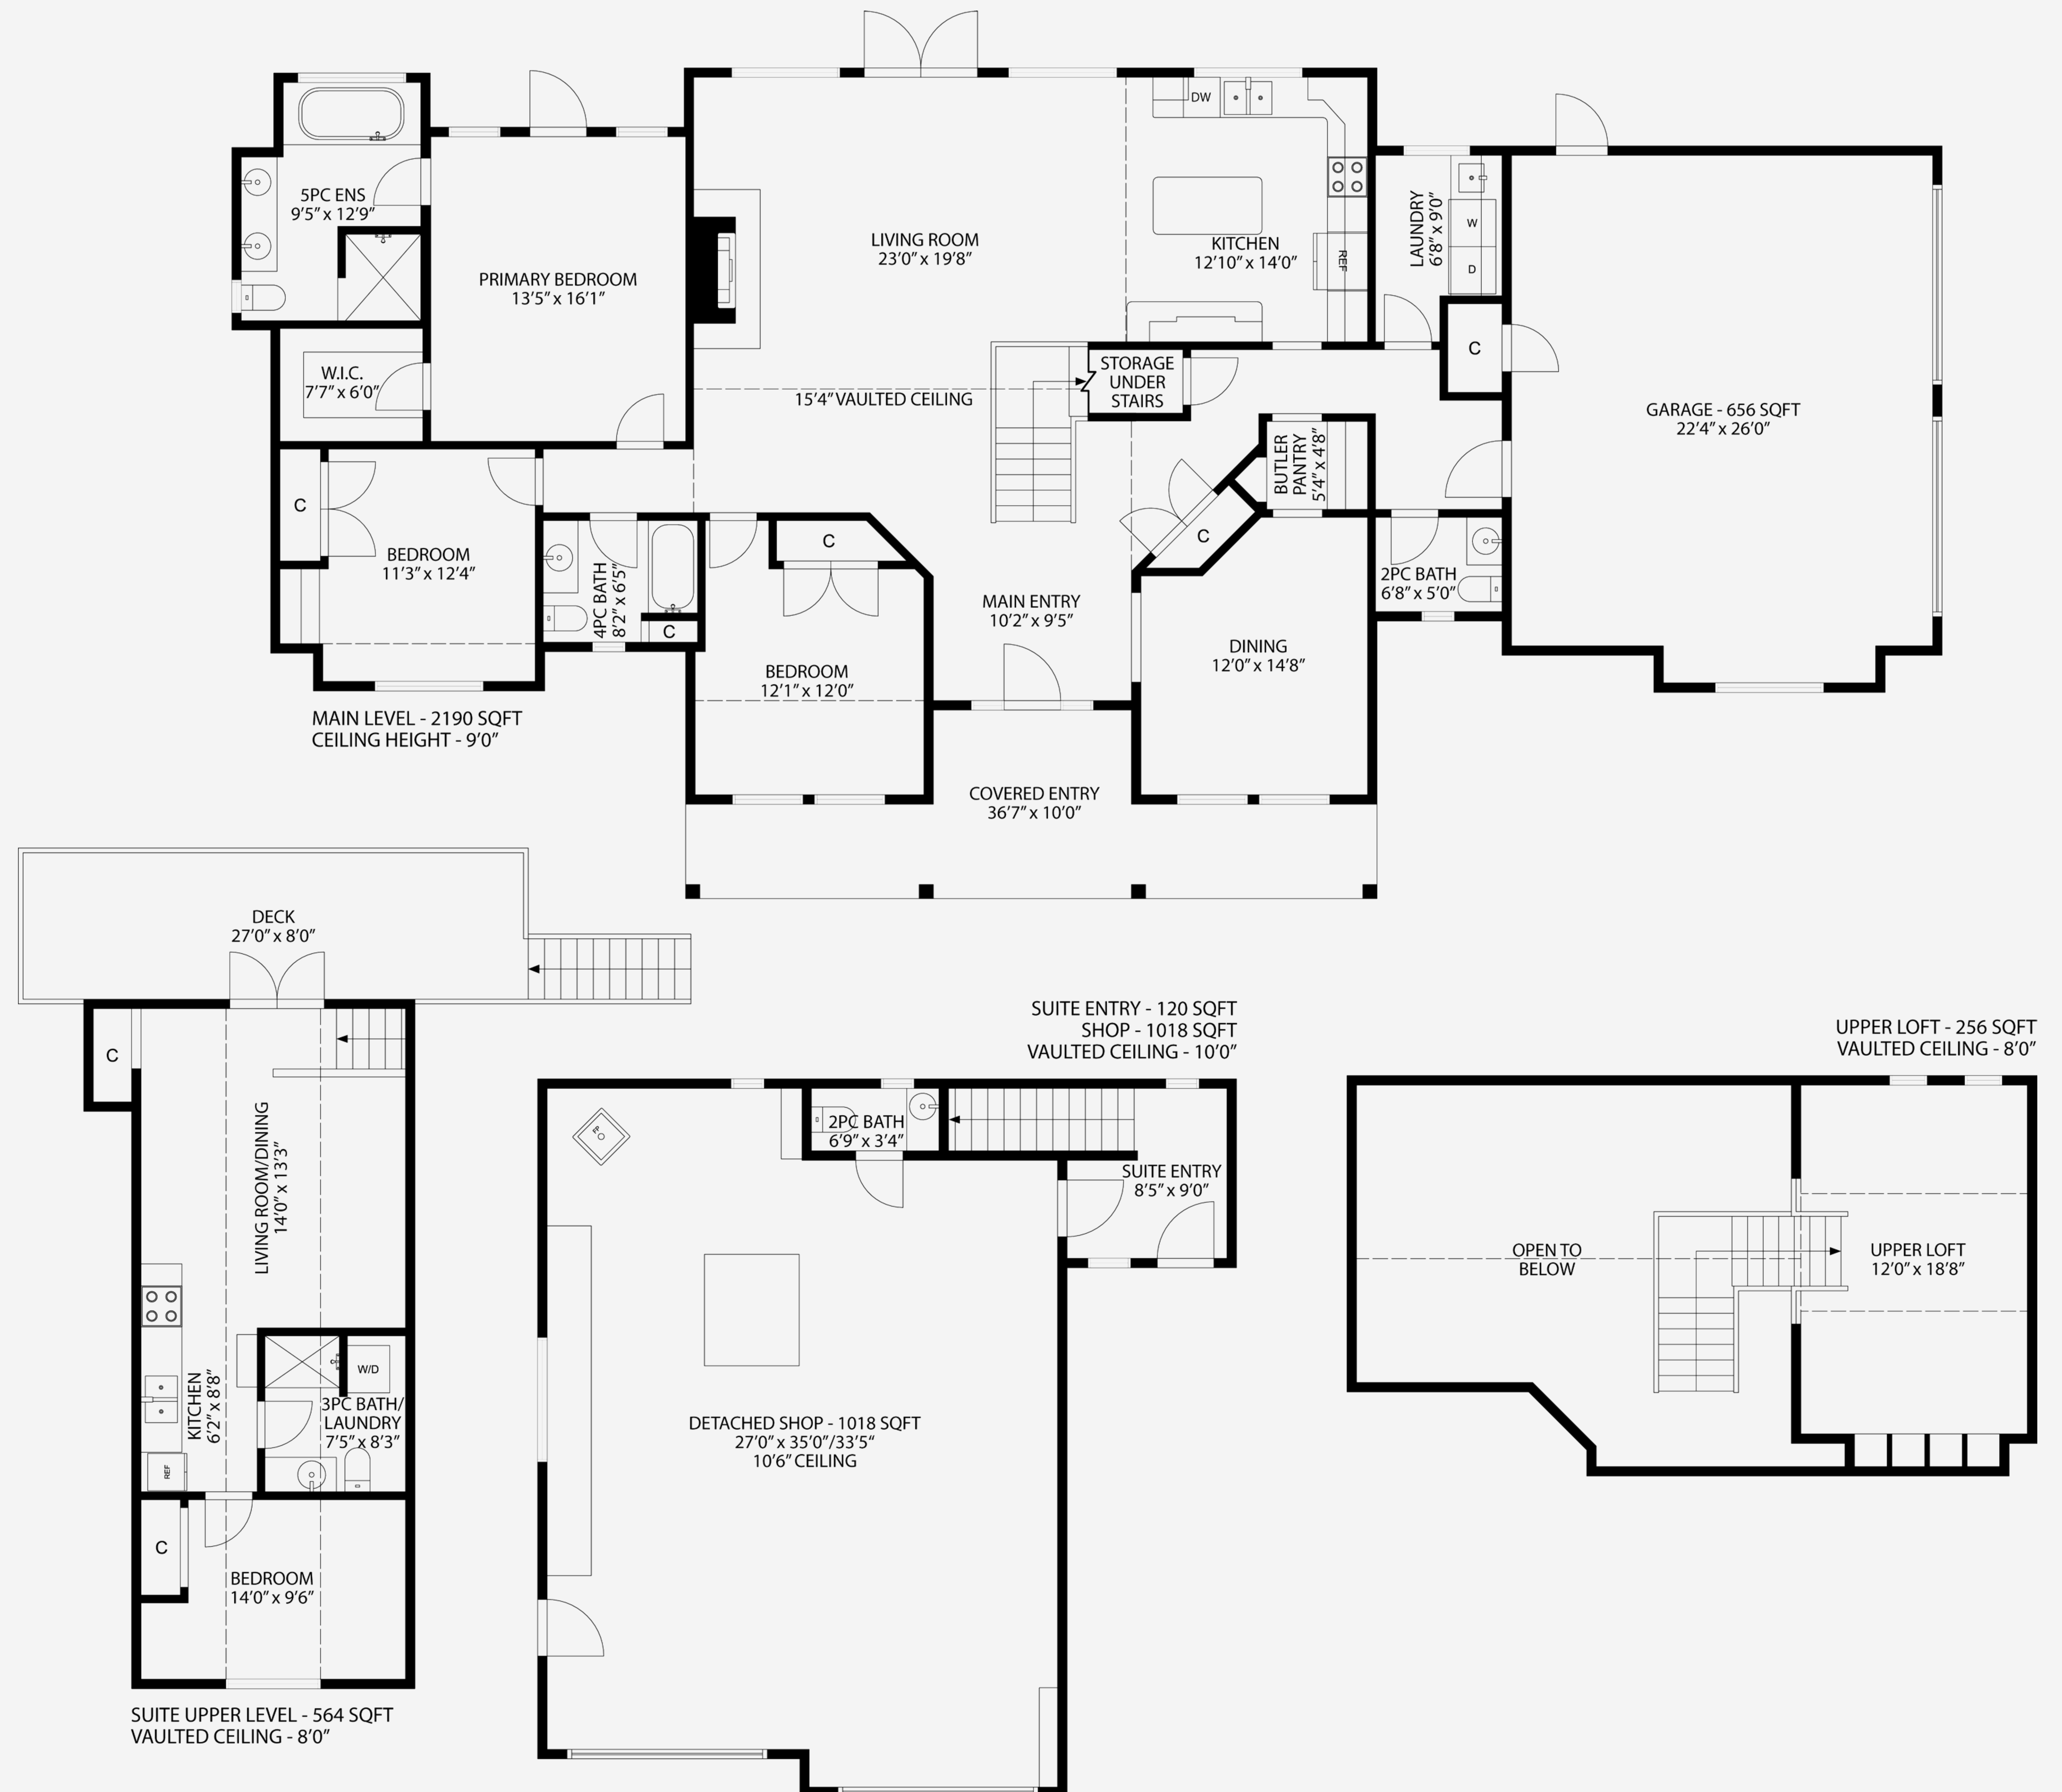 DW
5PC ENS
9'5" x 12'9"
PRIMARY BEDROOM
13'5" x 16'1"
LIVING ROOM
23'0" x 19'8"
KITCHEN
12'10" x 14'0"
REF
LAUNDRY
6'8" x 9'0"
W
D
W.I.C.
7'7" x 6'0"
15'4" VAULTED CEILING
STORAGE
UNDER
STAIRS
C
GARAGE - 656 SQFT
22'4" x 26'0"
BUTLER
PANTRY
5'4" x 4'8"
C
BEDROOM
11'3" x 12'4"
4PC BATH
8'2" x 6'5"
C
C
C
2PC BATH
6'8" x 5'0"
MAIN ENTRY
10'2" x 9'5"
BEDROOM
12'1" x 12'0"
DINING
12'0" x 14'8"
MAIN LEVEL - 2190 SQFT
CEILING HEIGHT - 9'0"
COVERED ENTRY
36'7" x 10'0"
DECK
27'0" x 8'0"
C
LIVING ROOM/DINING
14'0" x 13'3"
KITCHEN
6'2" x 8'8"
REF
W/D
3PC BATH/
LAUNDRY
7'5" x 8'3"
C
BEDROOM
14'0" x 9'6"
SUITE UPPER LEVEL - 564 SQFT
VAULTED CEILING - 8'0"
SUITE ENTRY - 120 SQFT
SHOP - 1018 SQFT
VAULTED CEILING - 10'0"
FP
2PC BATH
6'9" x 3'4"
SUITE ENTRY
8'5" x 9'0"
DETACHED SHOP - 1018 SQFT
27'0" x 35'0"/33'5"
10'6" CEILING
UPPER LOFT - 256 SQFT
VAULTED CEILING - 8'0"
OPEN TO
BELOW
UPPER LOFT
12'0" x 18'8"